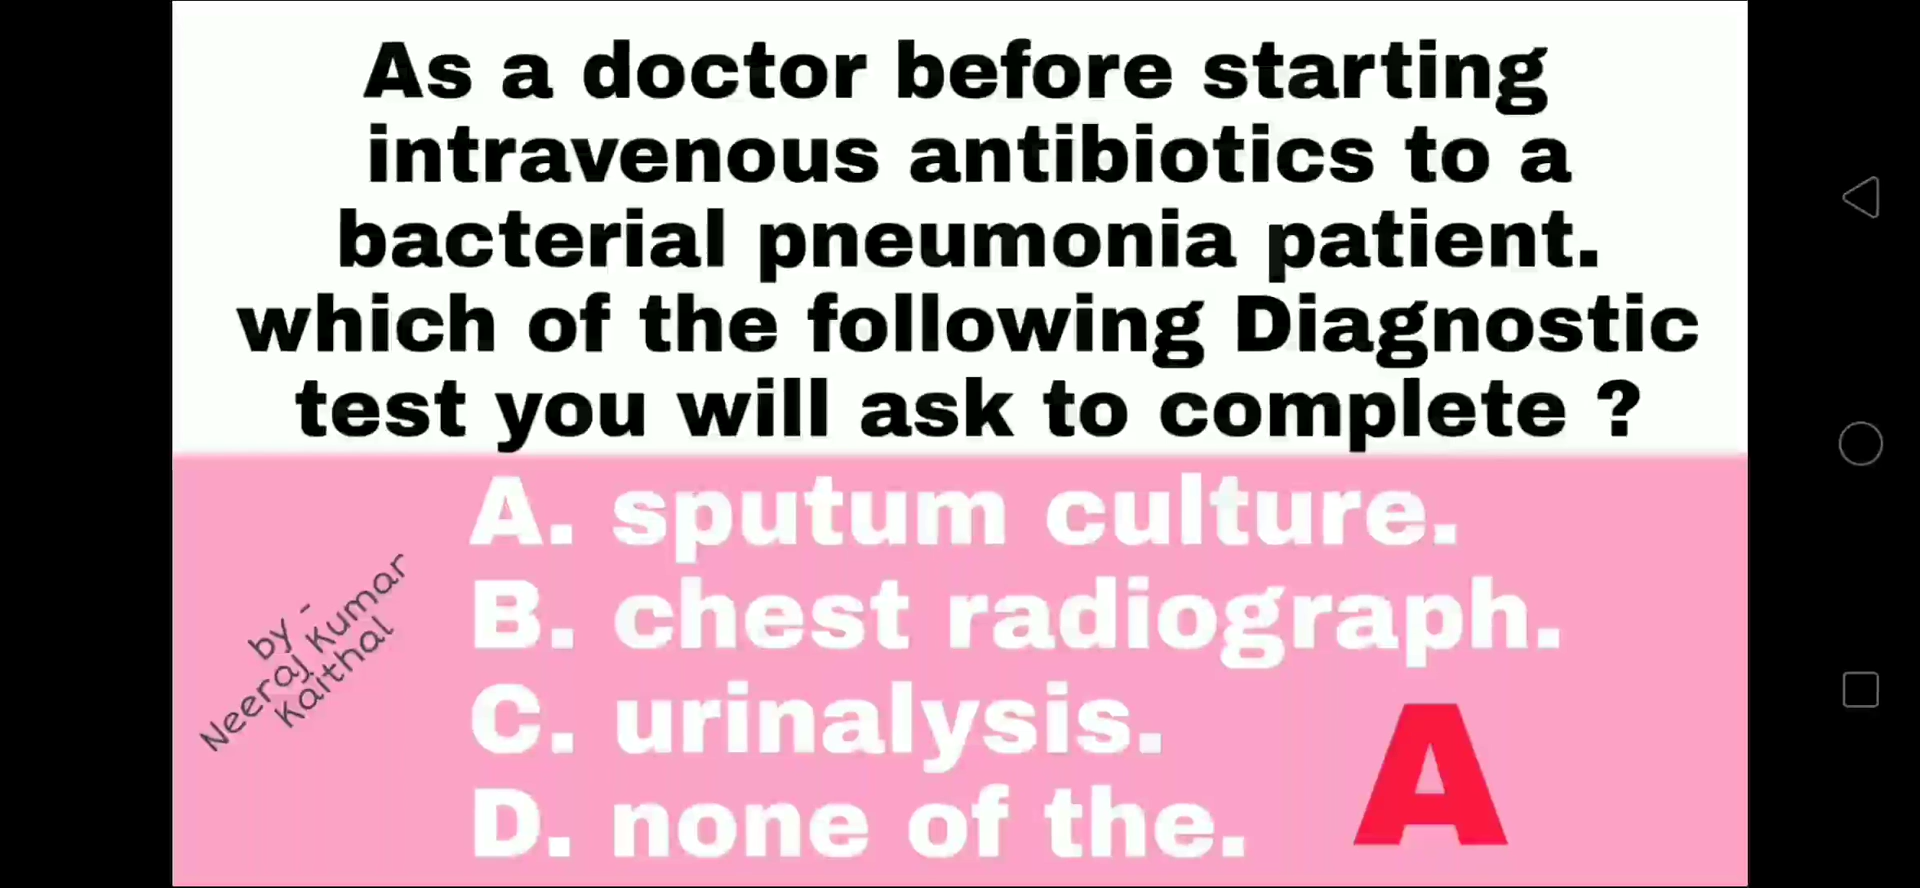 As a doctor before starting
intravenous antibiotics to a
bacterial pneumonia patient.
which of the following Diagnostic
test you will ask to complete ?
A. sputum culture.
B. chest radiograph.
C. urinalysis.
D. none of the.
A
by -
Neeraj Kumar
Kaithal